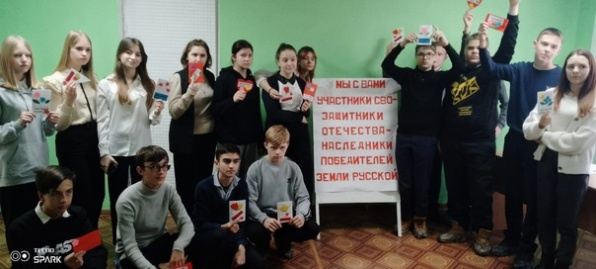 МЫ С ВАМИ
УЧАСТНИКИ СВО-
ЗАЩИТНИКИ
ОТЕЧЕСТВА-
НАСЛЕДНИКИ
ПОБЕДИТЕЛЕЙ
ЗЕМЛИ РУССКОЙ
TECNO
SPARK